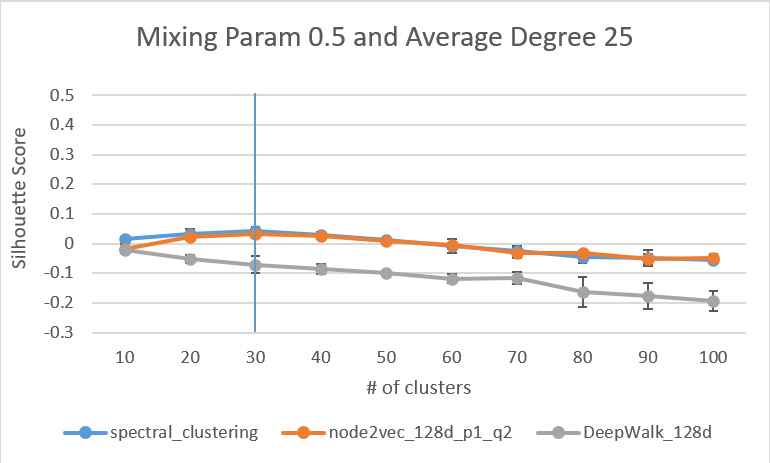 Mixing Param 0.5 and Average Degree 25
Silhouette Score
0.5
0.4
0.3
0.2
0.1
0
-0.1
-0.2
-0.3
10 20 30 40 50 60 70 80 90 100
# of clusters
spectral_clustering node2vec_128d_p1_q2 DeepWalk_128d